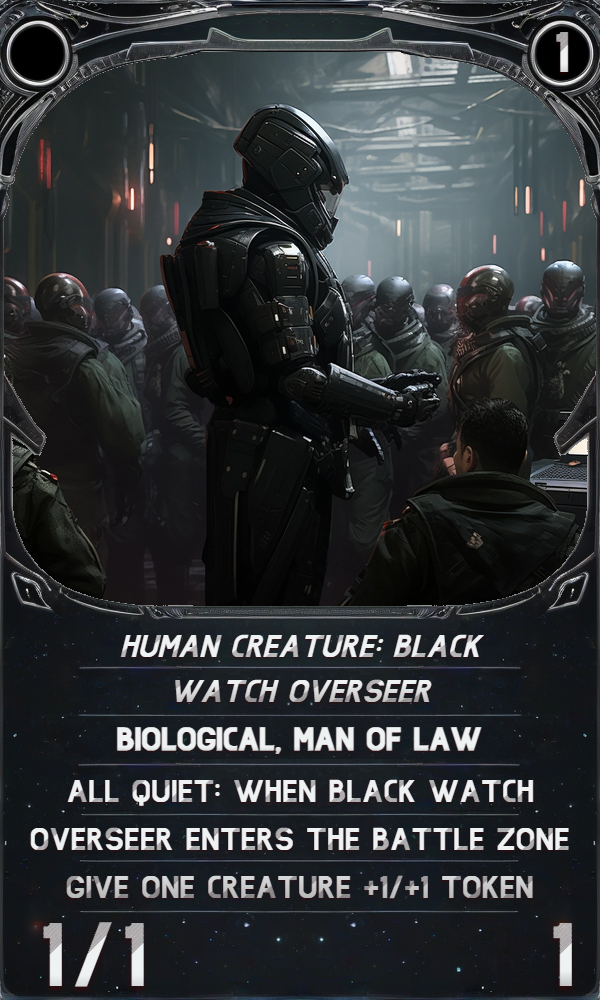 1
HUMAN CREATURE: BLACK
WATCH OVERSEER
BIOLOGICAL, MAN OF LAW
ALL QUIET: WHEN BLACK WATCH
OVERSEER ENTERS THE BATTLE ZONE
GIVE ONE CREATURE +1/+1 TOKEN
1/1
1